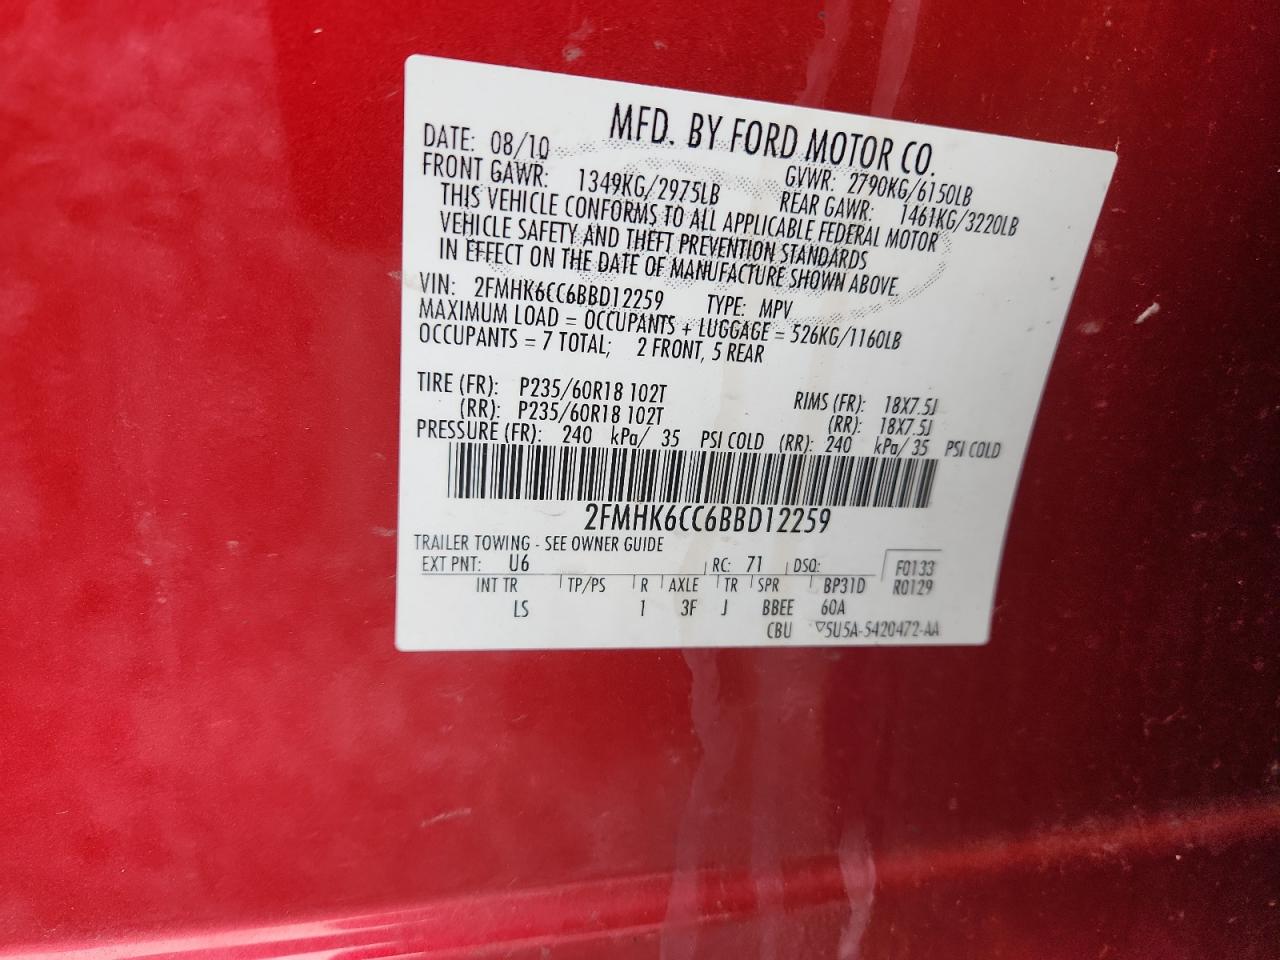 MFD. BY FORD MOTOR CO.
DATE: 08/10 GVWR: 2790KG/6150LB
FRONT GAWR: 1349KG/2975LB REAR GAWR: 1461KG/3220LB
THIS VEHICLE CONFORMS TO ALL APPLICABLE FEDERAL MOTOR
VEHICLE SAFETY AND THEFT PREVENTION STANDARDS
IN EFFECT ON THE DATE OF MANUFACTURE SHOWN ABOVE.
VIN: 2FMHK6CC6BBD12259 TYPE: MPV
MAXIMUM LOAD = OCCUPANTS + LUGGAGE = 526KG/1160LB
OCCUPANTS = 7 TOTAL; 2 FRONT, 5 REAR
TIRE (FR): P235/60R18 102T RIMS (FR): 18X7.5J
(RR): P235/60R18 102T (RR): 18X7.5J
PRESSURE (FR): 240 kPa/ 35 PSI COLD (RR): 240 kPa/ 35 PSI COLD
2FMHK6CC6BBD12259
TRAILER TOWING - SEE OWNER GUIDE
EXT PNT: U6 RC: 71 DSO: F0133
INT TR TP/PS R AXLE TR SPR BP31D R0129
LS 1 3F J BBEE 60A
CBU ▽5U5A-5420472-AA